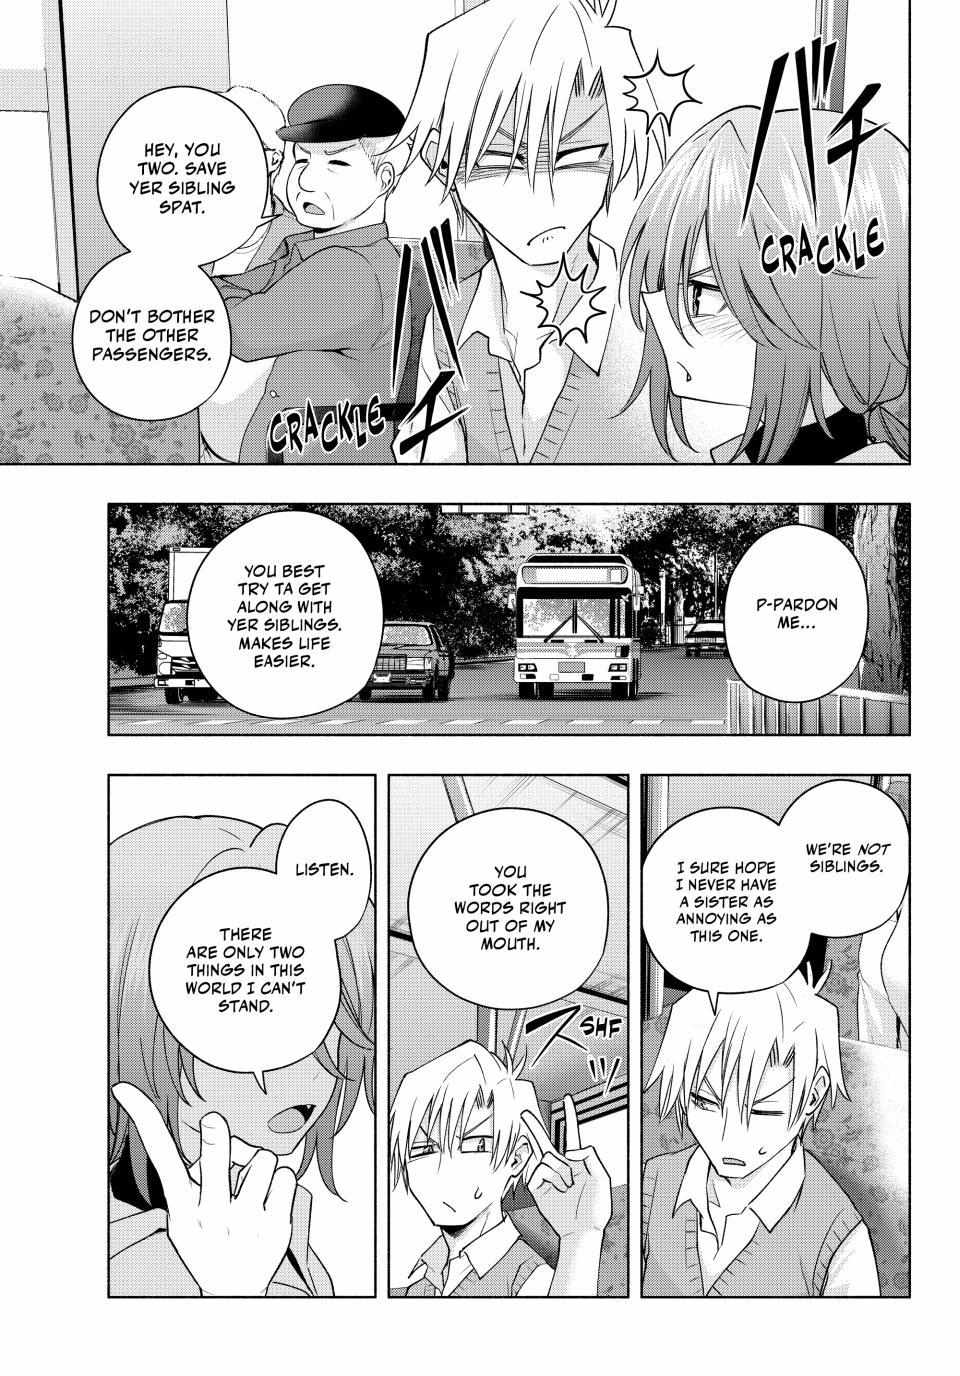 バチ
CRACKLE
HEY, YOU
TWO. SAVE
YER SIBLING
SPAT.
DON'T BOTHER
THE OTHER
PASSENGERS.
バチ
CRACKLE
P-PARDON
ME...
YOU BEST
TRY TA GET
ALONG WITH
YER SIBLINGS.
MAKES LIFE
EASIER.
WE'RE NOT
SIBLINGS.
I SURE HOPE
I NEVER HAVE
A SISTER AS
ANNOYING AS
THIS ONE.
YOU
TOOK THE
WORDS RIGHT
OUT OF MY
MOUTH.
スッ
SHF
LISTEN.
THERE
ARE ONLY TWO
THINGS IN THIS
WORLD I CAN'T
STAND.